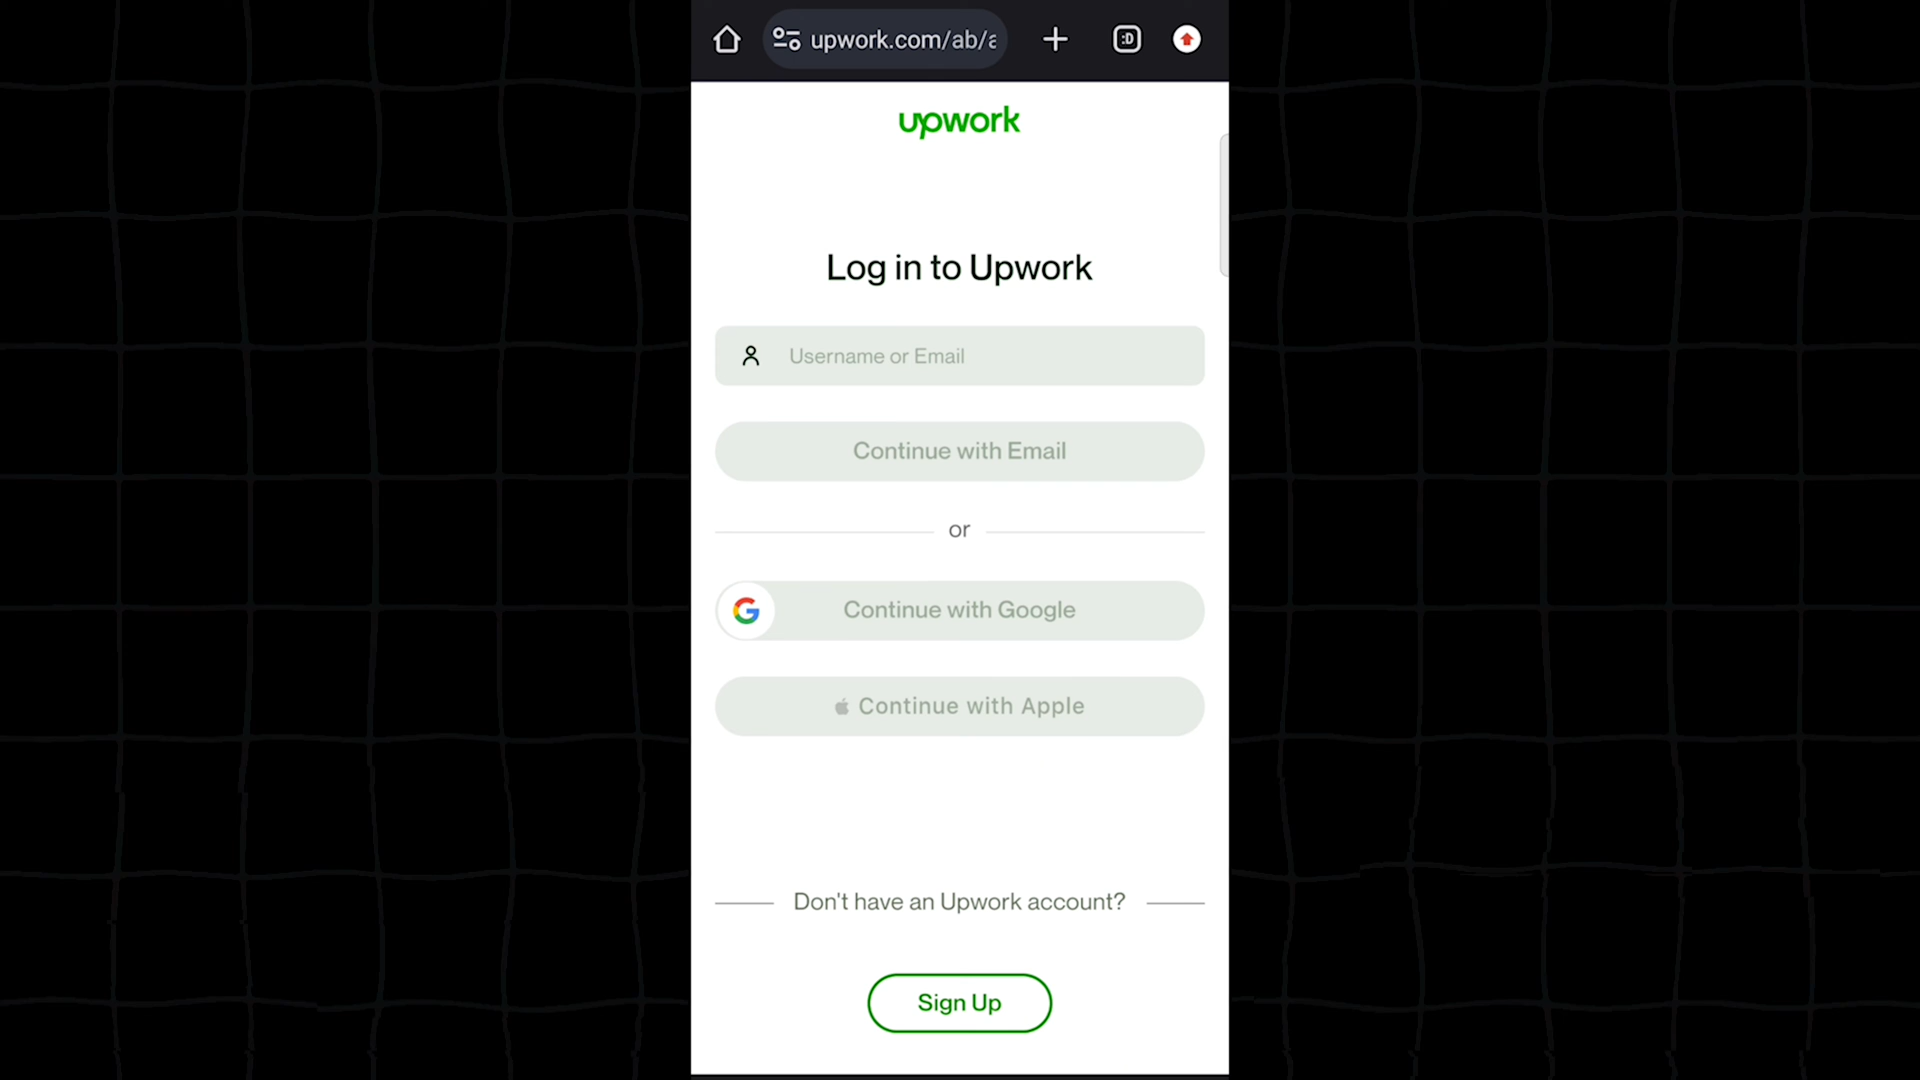 upwork.com/ab/a
:D
upwork
Log in to Upwork
Username or Email
Continue with Email
or
Continue with Google
Continue with Apple
Don't have an Upwork account?
Sign Up